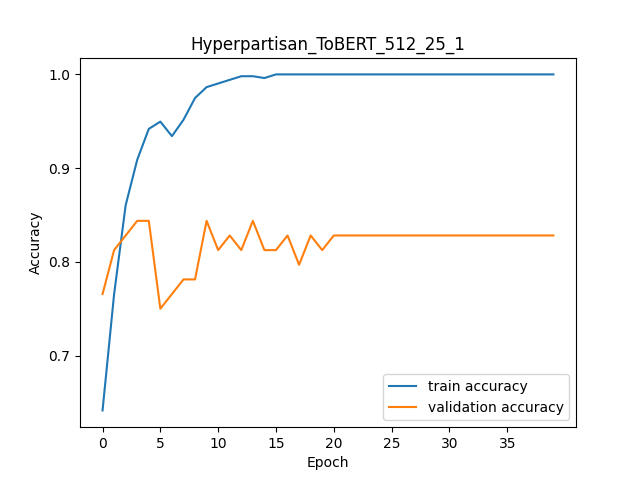 Hyperpartisan_ToBERT_512_25_1
1.0
0.9
0.8
0.7
Accuracy
0 5 10 15 20 25 30 35
Epoch
train accuracy
validation accuracy